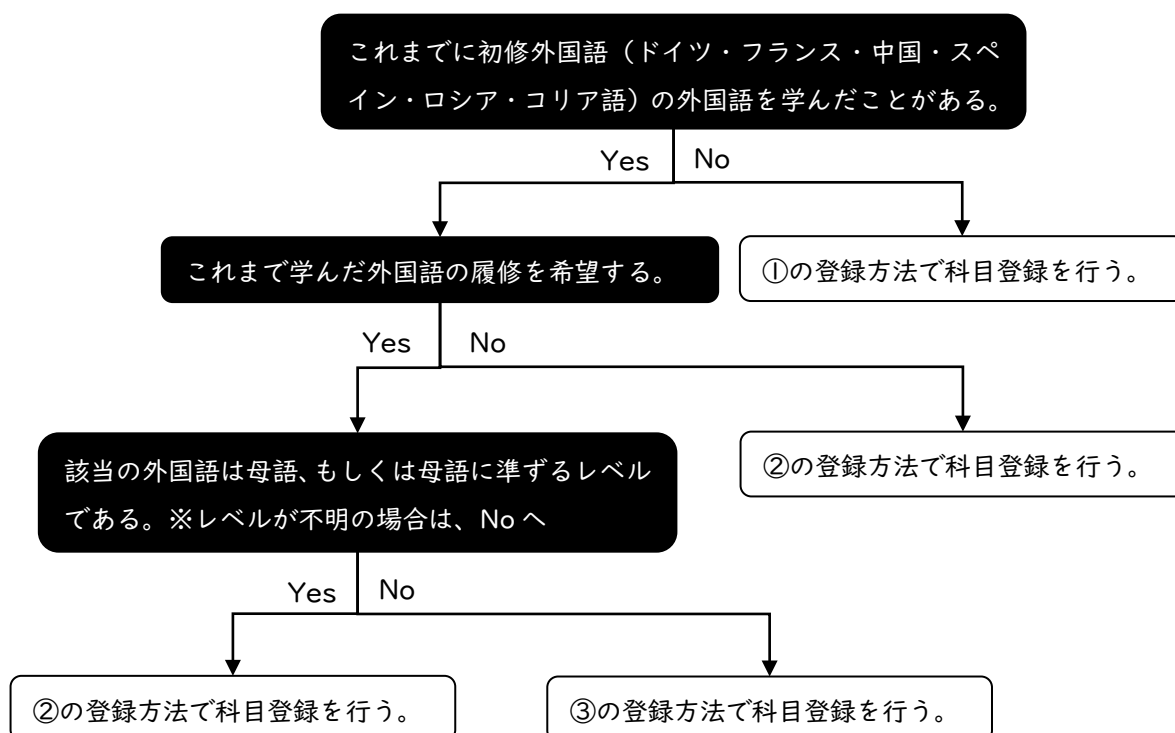 これまでに初修外国語（ドイツ・フランス・中国・スペ
イン・ロシア・コリア語）の外国語を学んだことがある。
Yes No
これまで学んだ外国語の履修を希望する。
①の登録方法で科目登録を行う。
Yes No
該当の外国語は母語、もしくは母語に準ずるレベル
である。※レベルが不明の場合は、No へ
②の登録方法で科目登録を行う。
Yes No
②の登録方法で科目登録を行う。
③の登録方法で科目登録を行う。